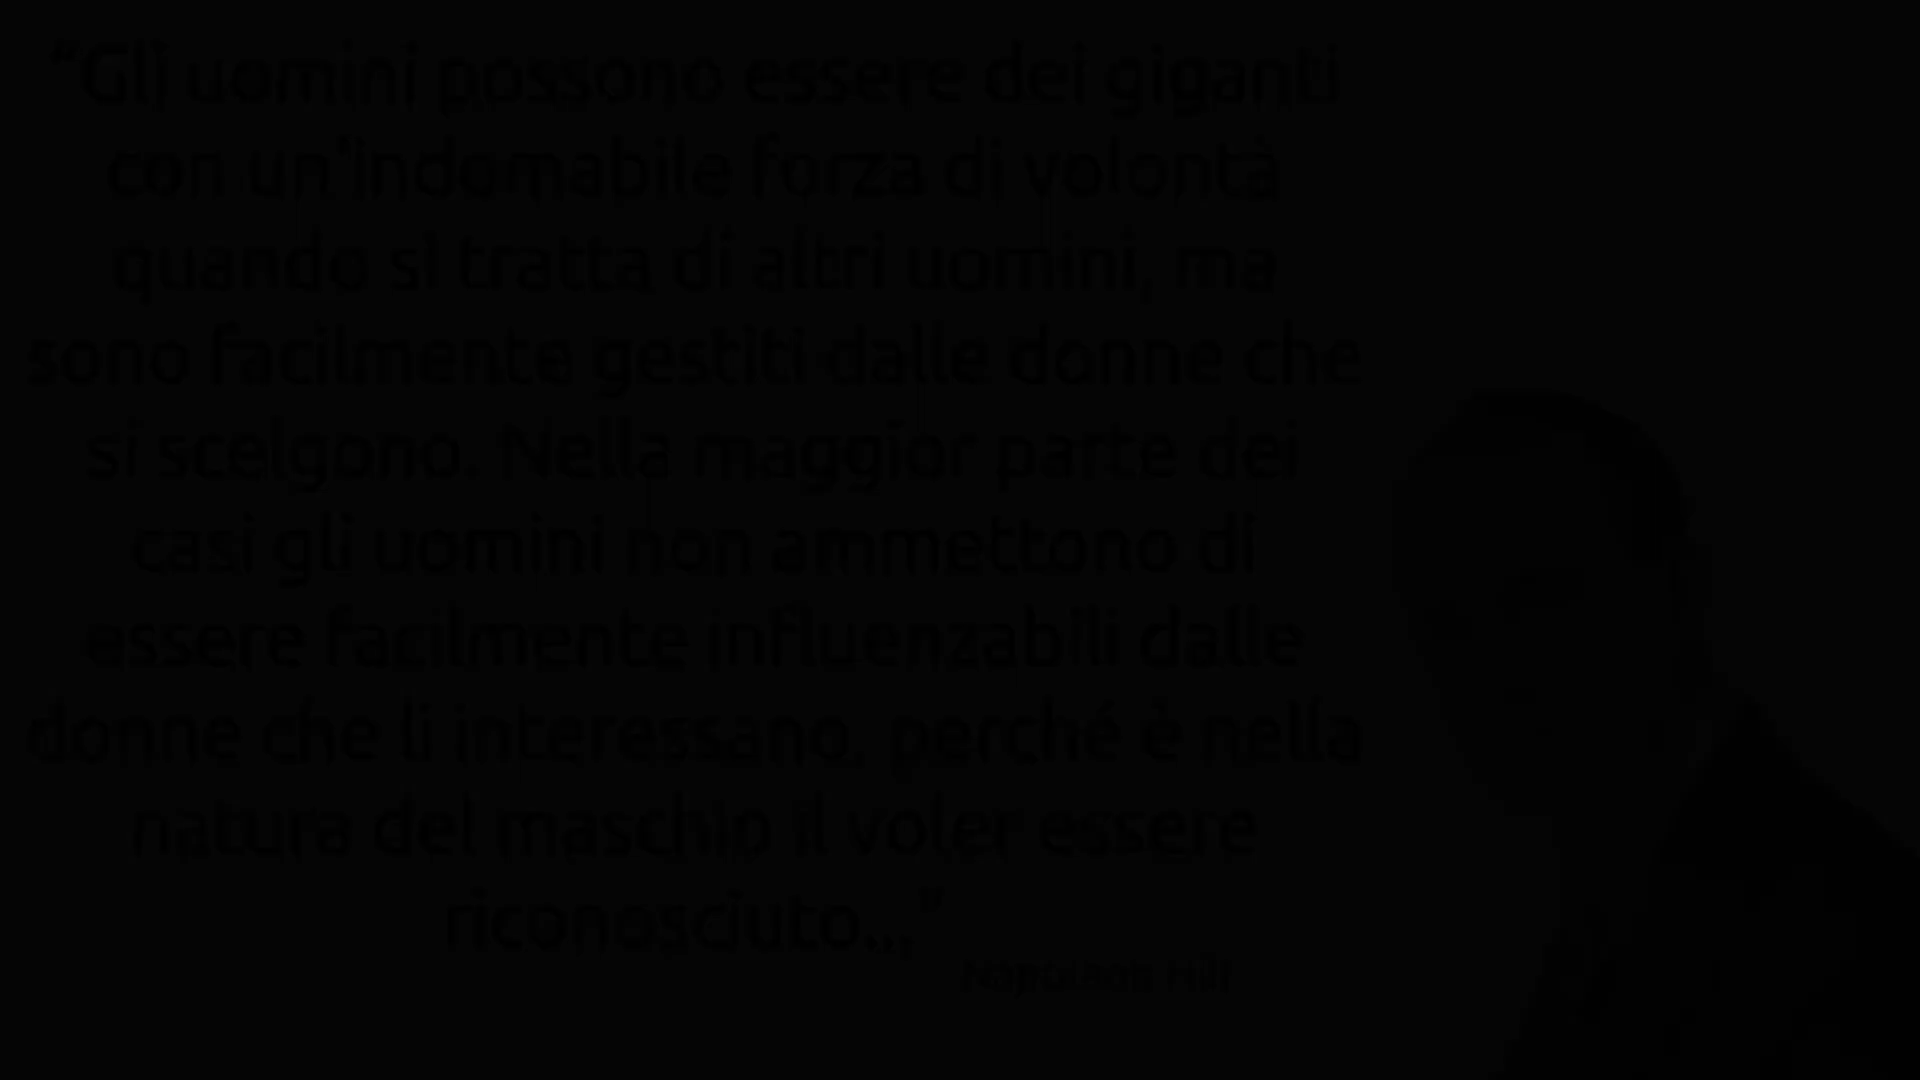 “Gli uomini possono essere dei giganti
con un'indomabile forza di volontà
quando si tratta di altri uomini, ma
sono facilmente gestiti dalle donne che
si scelgono. Nella maggior parte dei
casi gli uomini non ammettono di
essere facilmente influenzabili dalle
donne che li interessano, perché è nella
natura del maschio il voler essere
riconosciuto...”
Napoleon Hill